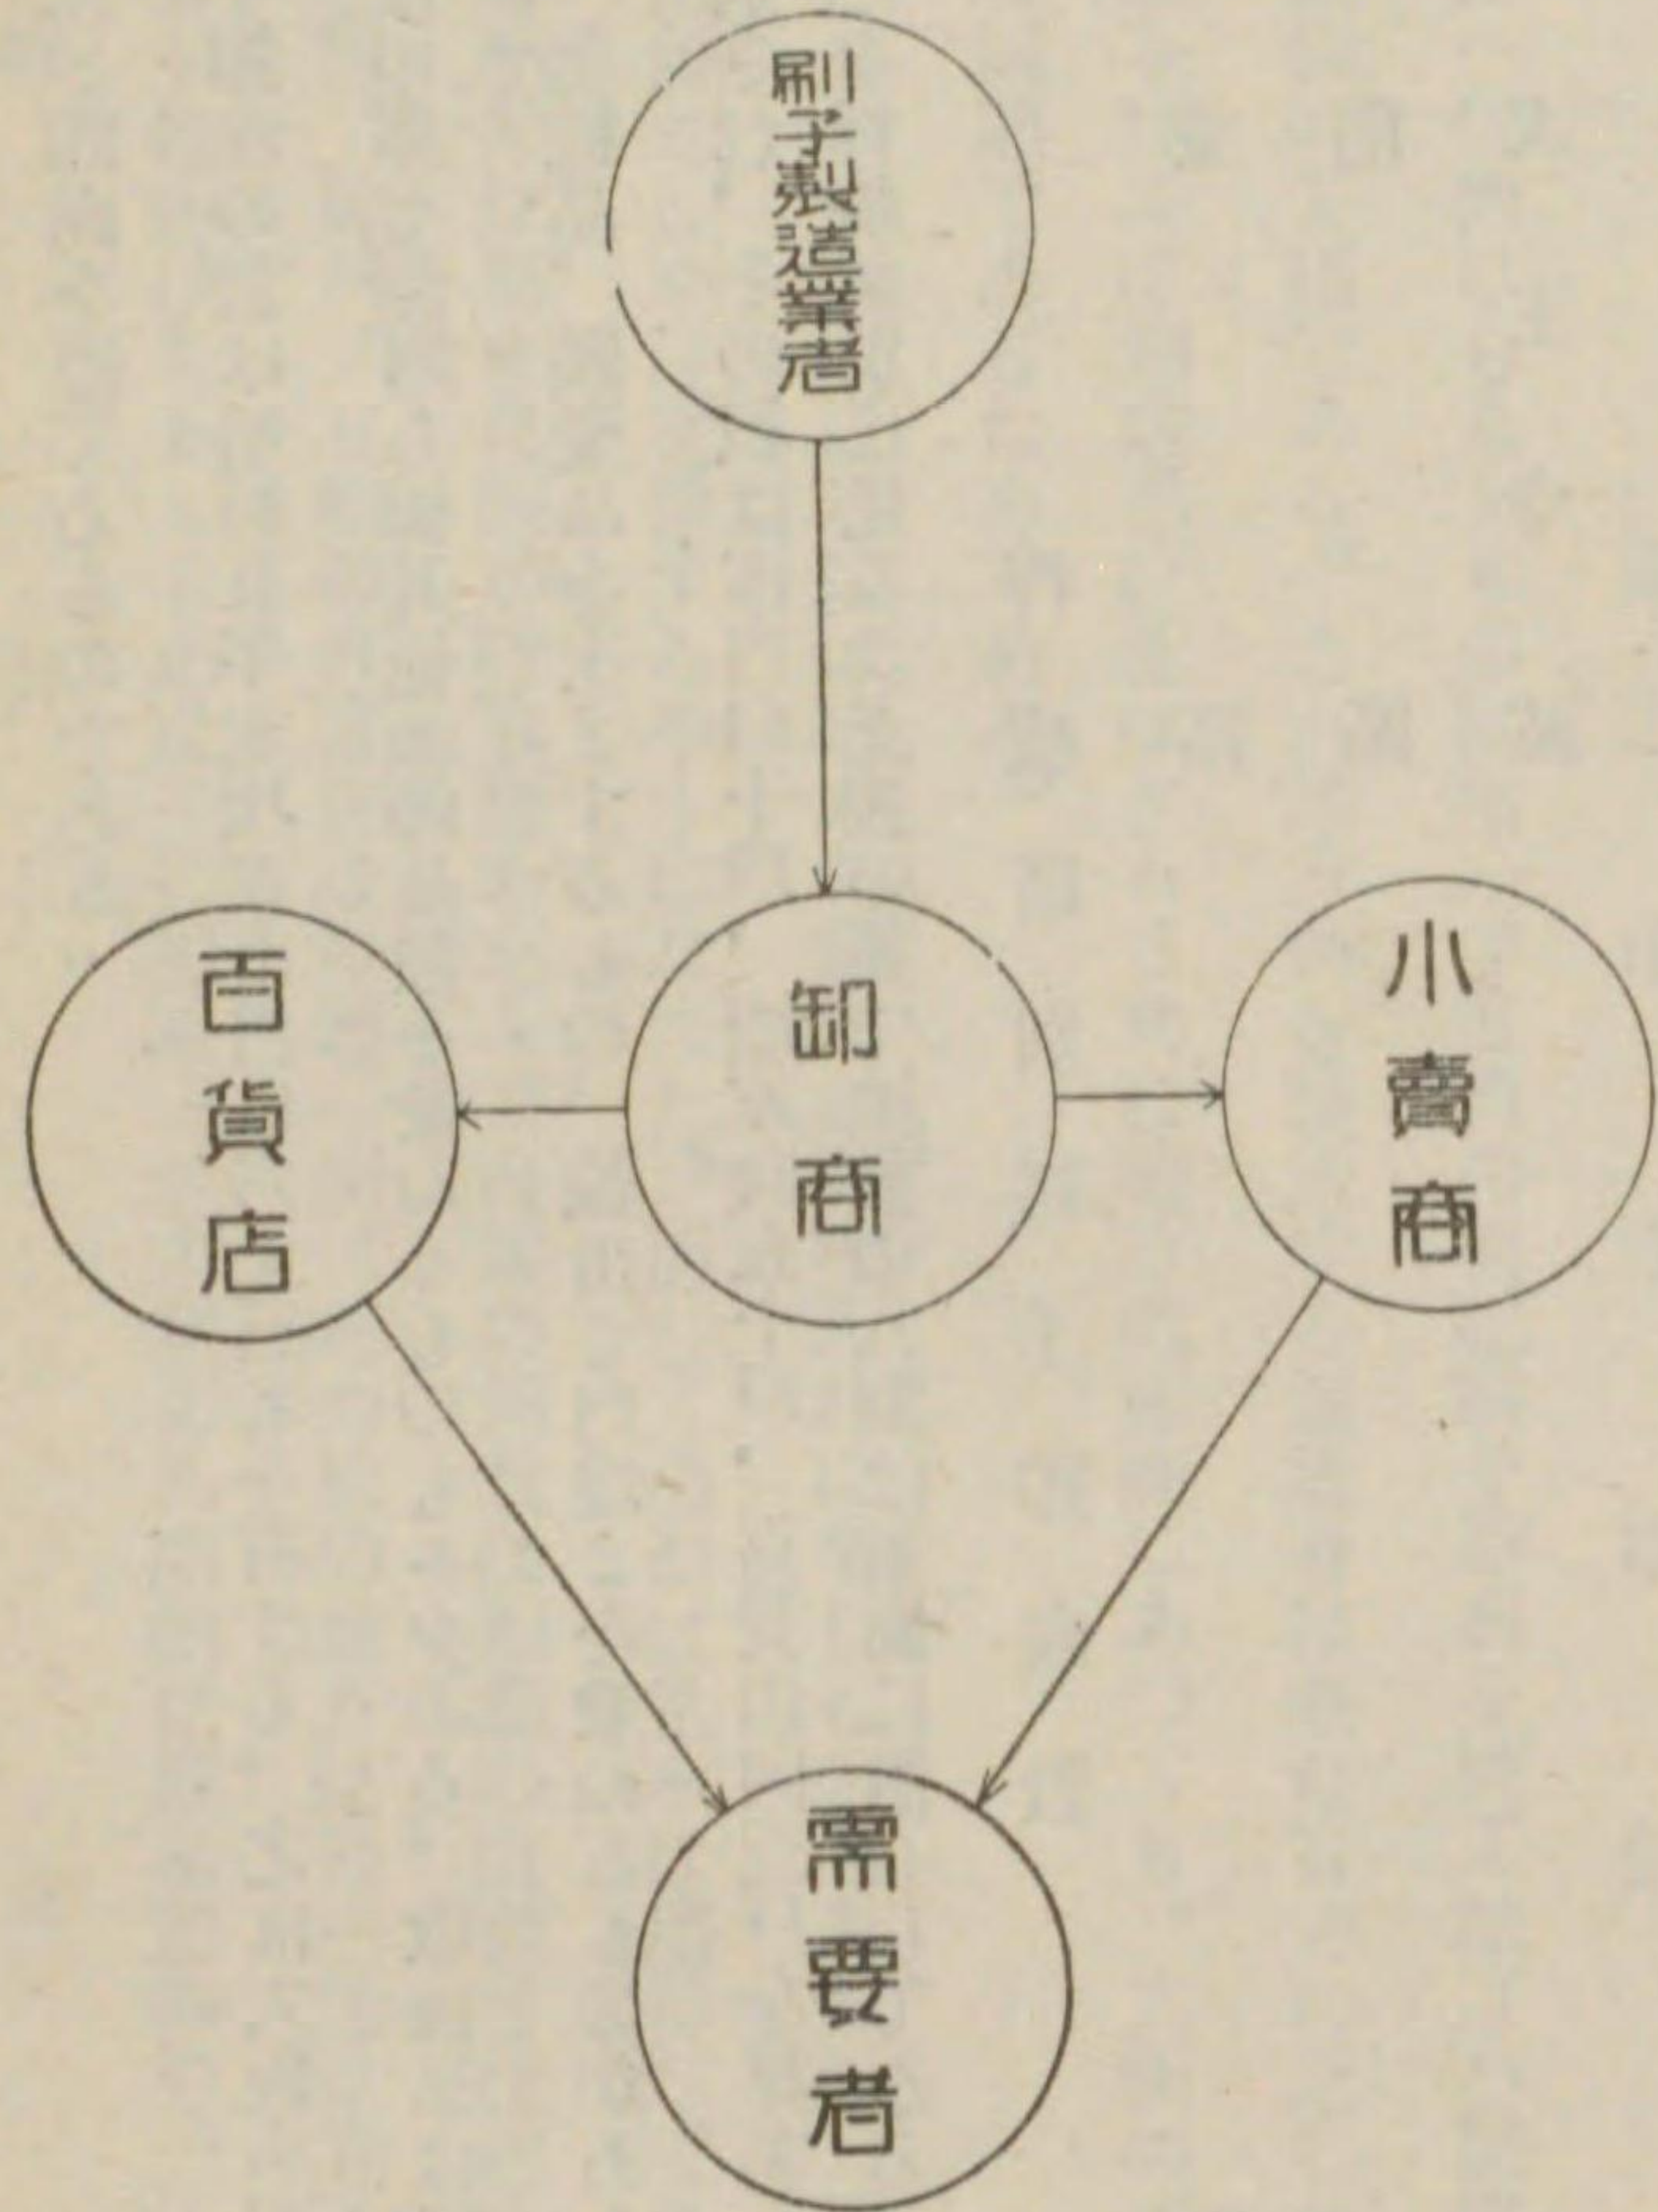 刷子製造業者
小賣商
卸商
百貨店
需要者